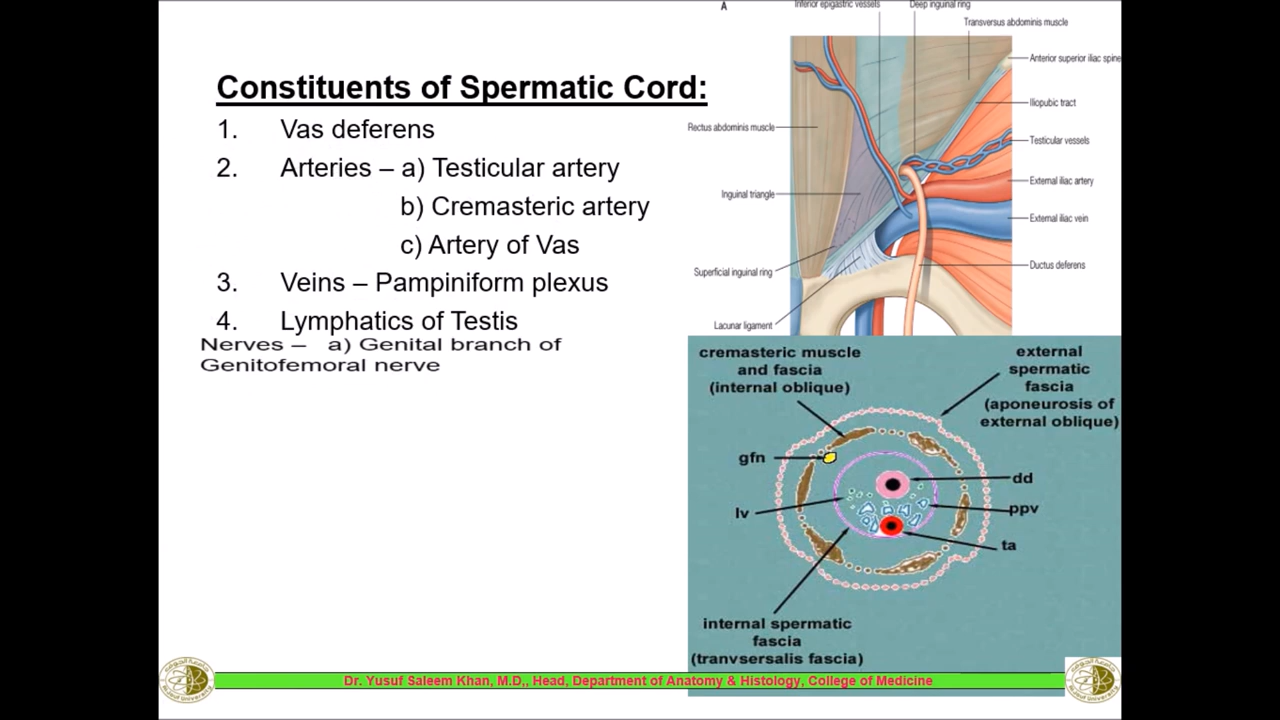 Constituents of Spermatic Cord:
1. Vas deferens
2. Arteries – a) Testicular artery
b) Cremasteric artery
c) Artery of Vas
3. Veins – Pampiniform plexus
4. Lymphatics of Testis
Nerves – a) Genital branch of
Genitofemoral nerve
A
Inferior epigastric vessels
Deep inguinal ring
Transversus abdominis muscle
Anterior superior iliac spine
Iliopubic tract
Rectus abdominis muscle
Testicular vessels
External iliac artery
Inguinal triangle
External iliac vein
Ductus deferens
Superficial inguinal ring
Lacunar ligament
cremasteric muscle
and fascia
(internal oblique)
external
spermatic
fascia
(aponeurosis of
external oblique)
gfn
dd
lv
ppv
ta
internal spermatic
fascia
(tranvsersalis fascia)
Dr. Yusuf Saleem Khan, M.D,, Head, Department of Anatomy & Histology, College of Medicine